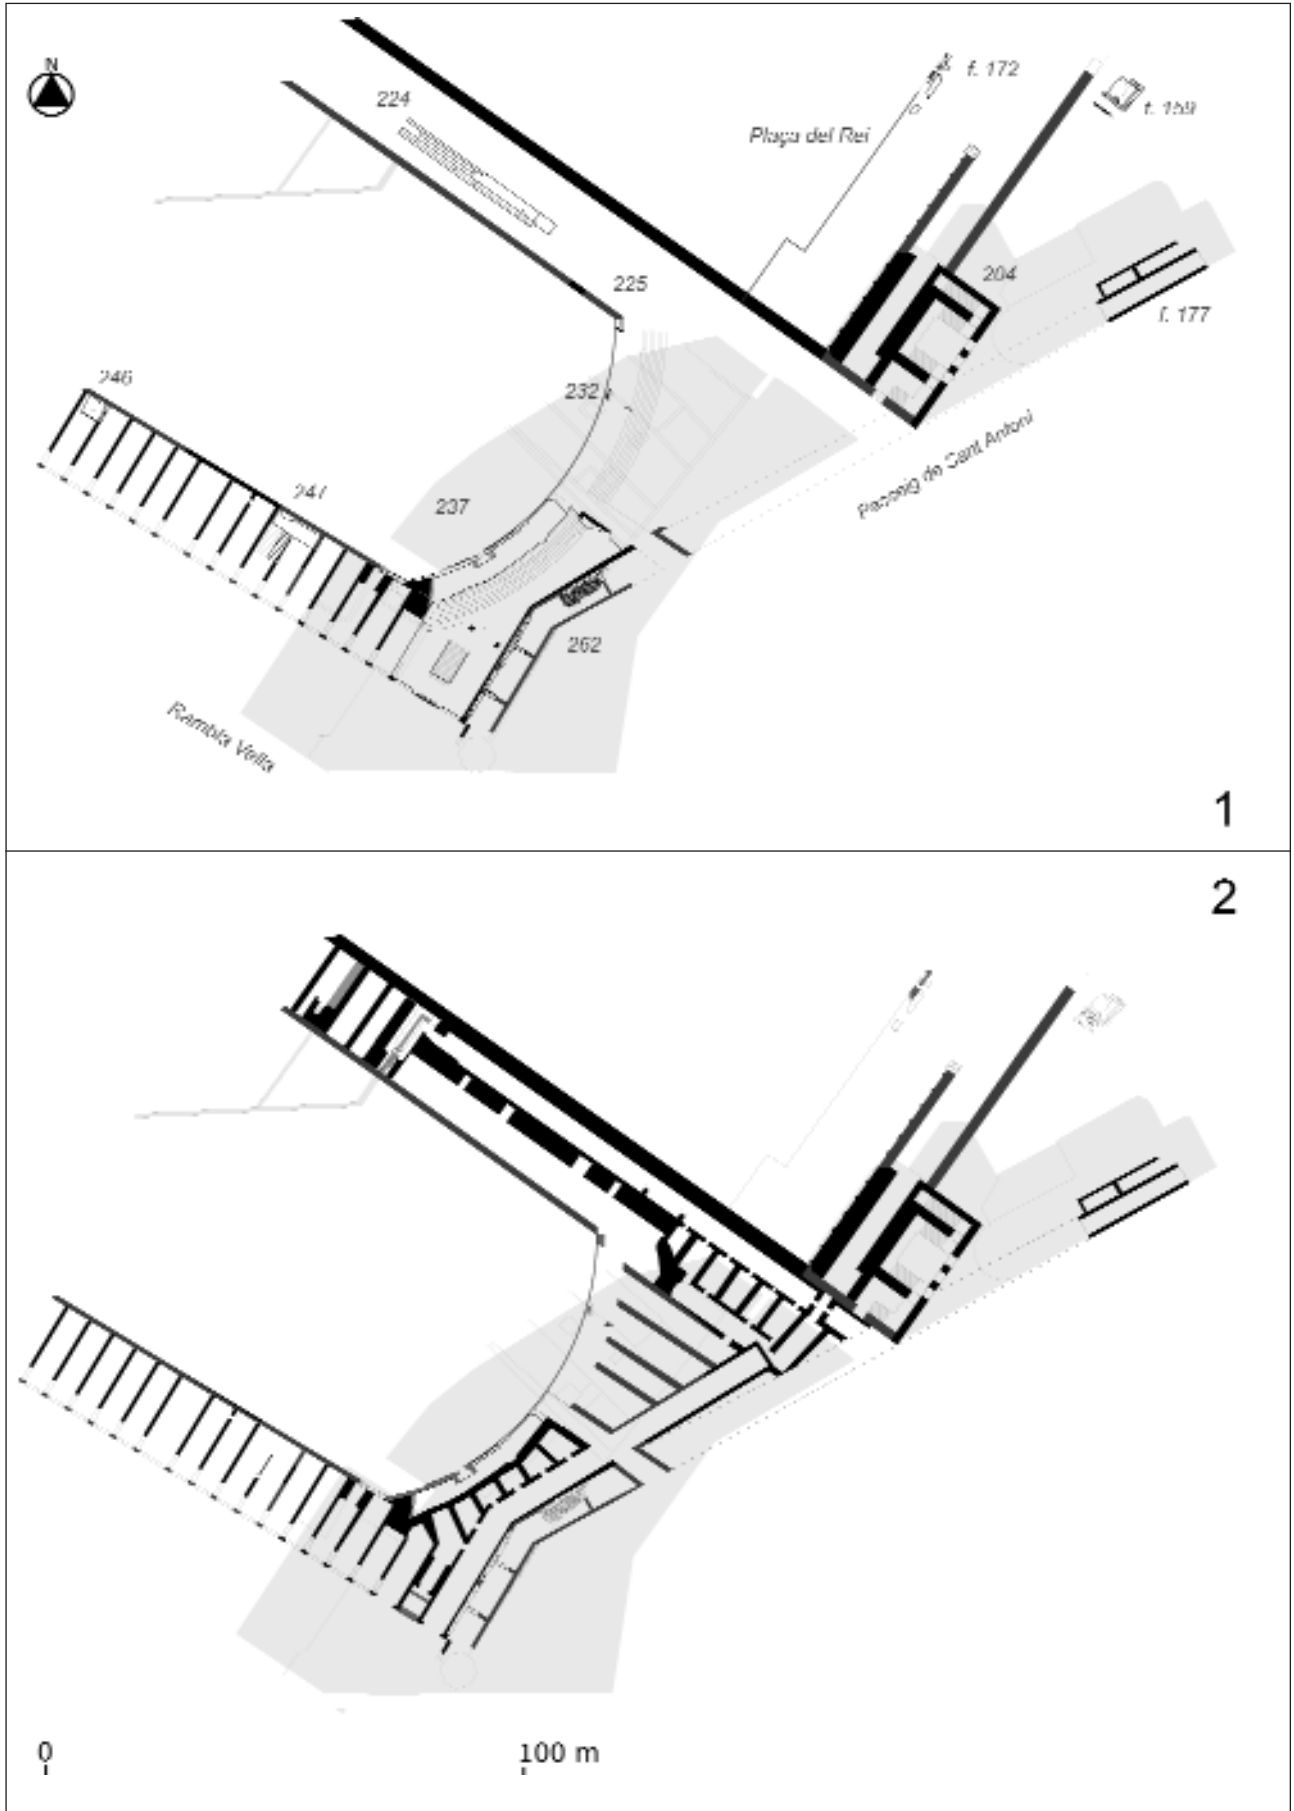 N
224
f. 172
Plaça del Rei
f. 159
225
204
f. 177
246
232
247
237
Passeig de Sant Antoni
262
Rambla Vella
1
2
0
100 m